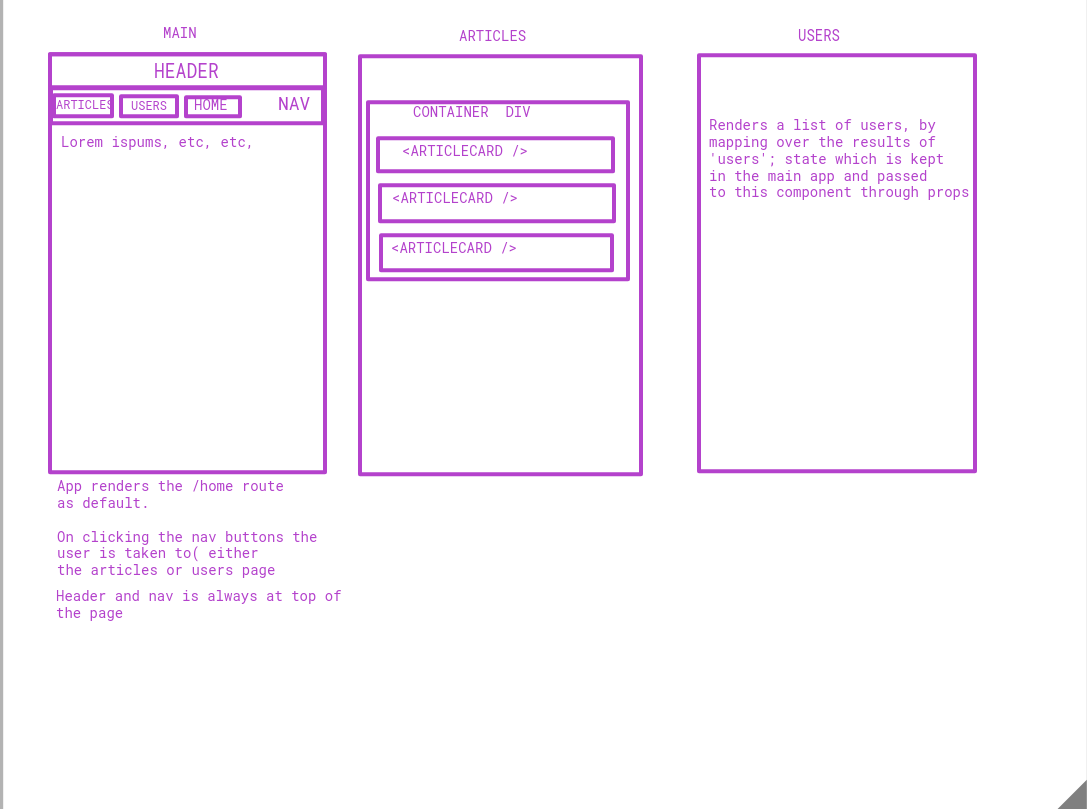 MAIN
HEADER
ARTICLES USERS HOME NAV
Lorem ispums, etc, etc,
App renders the /home route
as default.
On clicking the nav buttons the
user is taken to( either
the articles or users page
Header and nav is always at top of
the page
ARTICLES
CONTAINER DIV
<ARTICLECARD />
<ARTICLECARD />
<ARTICLECARD />
USERS
Renders a list of users, by
mapping over the results of
'users'; state which is kept
in the main app and passed
to this component through props